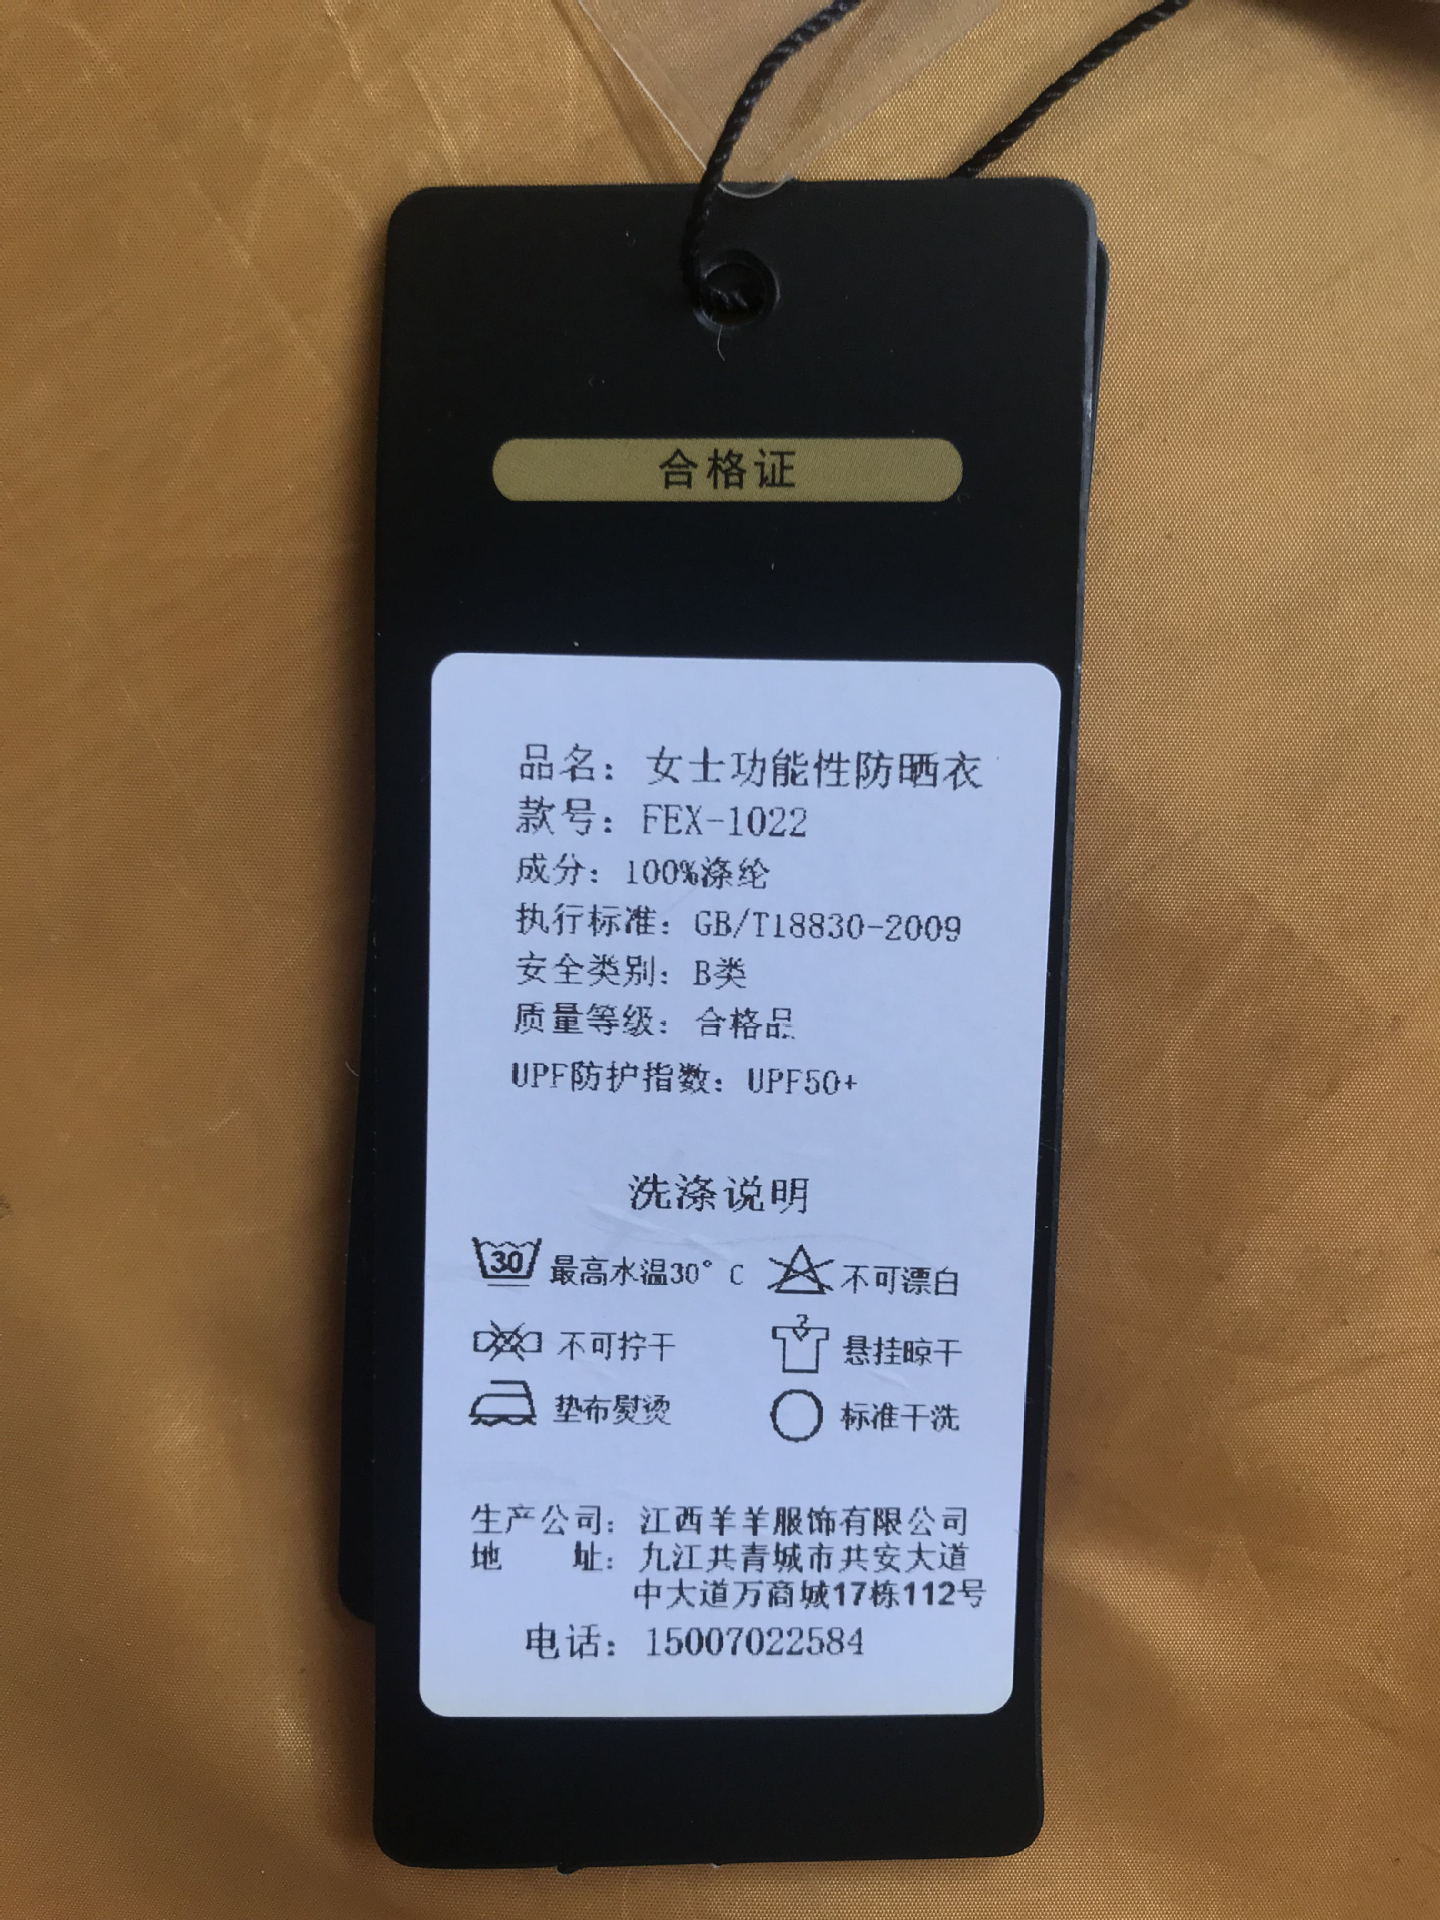 合格证
品名：女士功能性防晒衣
款号：FEX-1022
成分：100%涤纶
执行标准：GB/T18830-2009
安全类别：B类
质量等级：合格品
UPF防护指数：UPF50+
洗涤说明
30 最高水温30°C 不可漂白
不可拧干 悬挂晾干
垫布熨烫 标准干洗
生产公司：江西羊羊服饰有限公司
地 址：九江共青城市共安大道
中大道万商城17栋112号
电话：15007022584